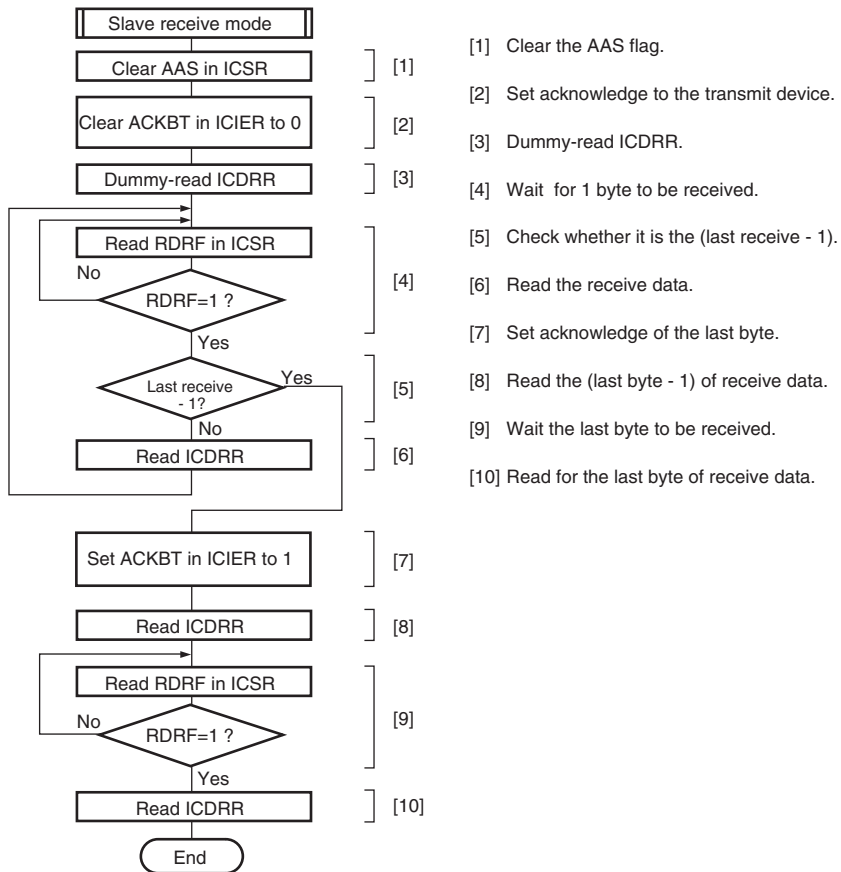 Slave receive mode
Clear AAS in ICSR
[1]
Clear ACKBT in ICIER to 0
[2]
Dummy-read ICDRR
[3]
Read RDRF in ICSR
No
RDRF=1 ?
[4]
Yes
Last receive
- 1?
Yes
[5]
No
Read ICDRR
[6]
Set ACKBT in ICIER to 1
[7]
Read ICDRR
[8]
Read RDRF in ICSR
No
RDRF=1 ?
[9]
Yes
Read ICDRR
[10]
End
[1] Clear the AAS flag.
[2] Set acknowledge to the transmit device.
[3] Dummy-read ICDRR.
[4] Wait for 1 byte to be received.
[5] Check whether it is the (last receive - 1).
[6] Read the receive data.
[7] Set acknowledge of the last byte.
[8] Read the (last byte - 1) of receive data.
[9] Wait the last byte to be received.
[10] Read for the last byte of receive data.